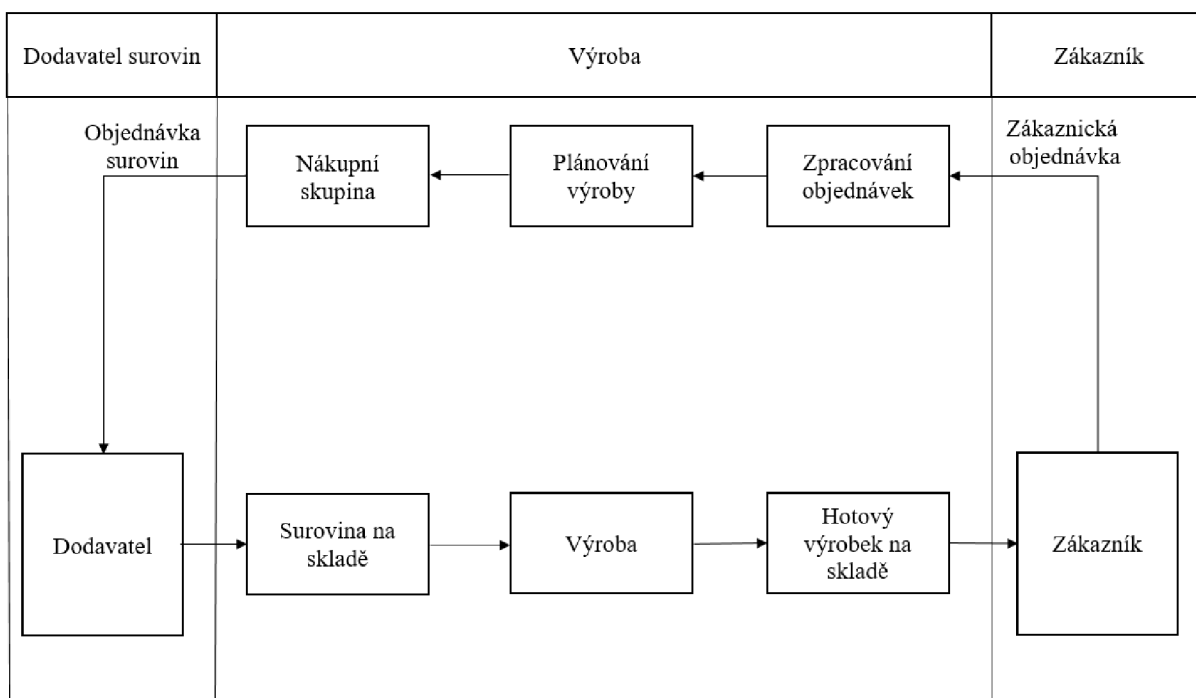 Dodavatel surovin
Výroba
Zákazník
Objednávka
surovin
Nákupní
skupina
Plánování
výroby
Zpracování
objednávek
Zákaznická
objednávka
Dodavatel
Surovina na
skladě
Výroba
Hotový
výrobek na
skladě
Zákazník